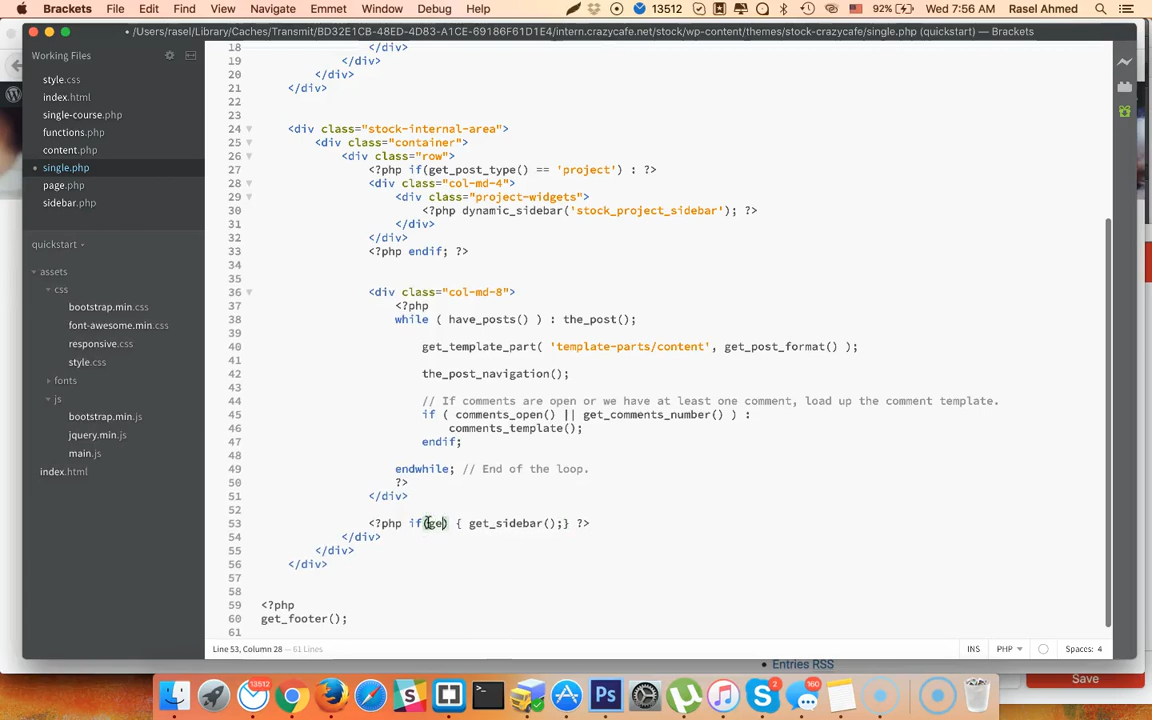 Brackets File Edit Find View Navigate Emmet Window Debug Help 13512 92% Wed 7:56 AM Rasel Ahmed
• /Users/rasel/Library/Caches/Transmit/BD32E1CB-48ED-4D83-A1CE-69186F61D1E4/intern.crazycafe.net/stock/wp-content/themes/stock-crazycafe/single.php (quickstart) — Brackets
Working Files
style.css
index.html
single-course.php
functions.php
content.php
single.php
page.php
sidebar.php
quickstart
assets
css
bootstrap.min.css
font-awesome.min.css
responsive.css
style.css
fonts
js
bootstrap.min.js
jquery.min.js
main.js
index.html
18 </div>
19 </div>
20 </div>
21 </div>
22
23
24 <div class="stock-internal-area">
25 <div class="container">
26 <div class="row">
27 <?php if(get_post_type() == 'project') : ?>
28 <div class="col-md-4">
29 <div class="project-widgets">
30 <?php dynamic_sidebar('stock_project_sidebar'); ?>
31 </div>
32 </div>
33 <?php endif; ?>
34
35
36 <div class="col-md-8">
37 <?php
38 while ( have_posts() ) : the_post();
39
40 get_template_part( 'template-parts/content', get_post_format() );
41
42 the_post_navigation();
43
44 // If comments are open or we have at least one comment, load up the comment template.
45 if ( comments_open() || get_comments_number() ) :
46 comments_template();
47 endif;
48
49 endwhile; // End of the loop.
50 ?>
51 </div>
52
53 <?php if(ge) { get_sidebar();} ?>
54 </div>
55 </div>
56 </div>
57
58
59 <?php
60 get_footer();
61
Line 53, Column 28 — 61 Lines
INS PHP Spaces: 4
Entries RSS
Save
13512 2 160